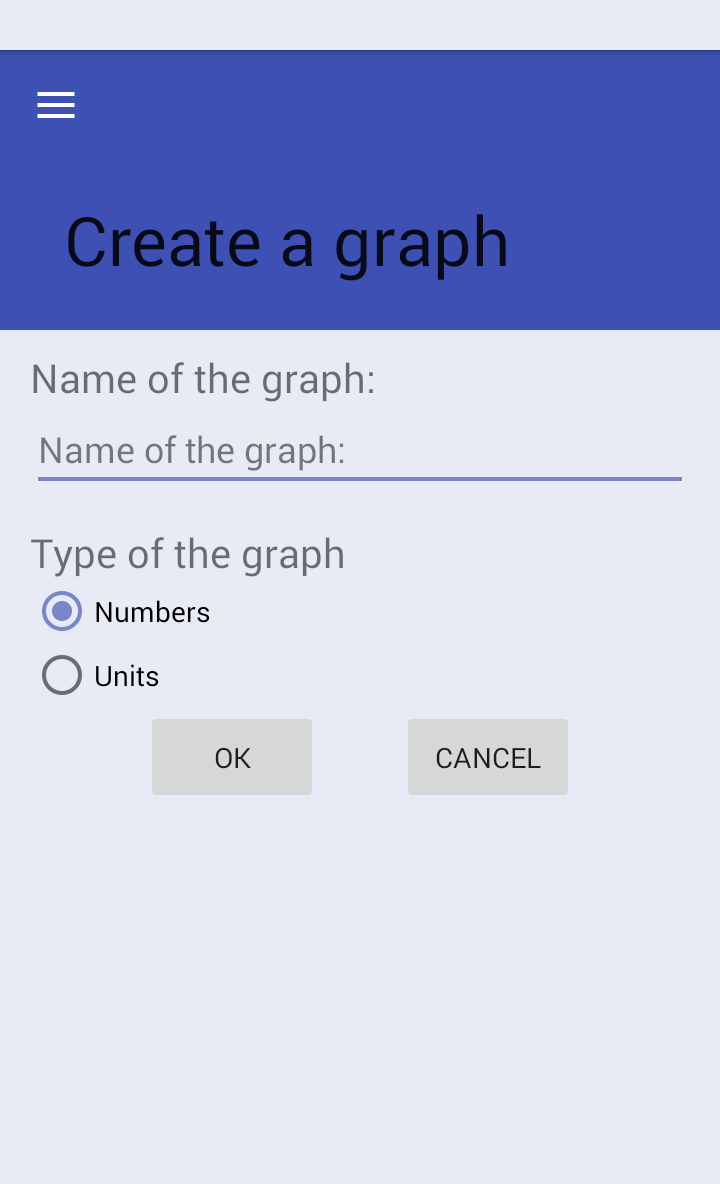 Create a graph
Name of the graph:
Name of the graph:
Type of the graph
Numbers
Units
OK
CANCEL